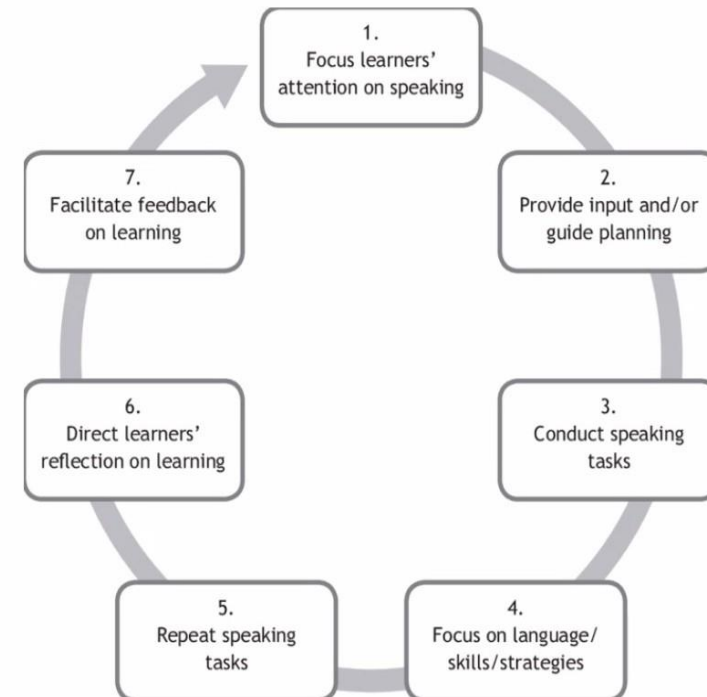 1.
Focus learners’
attention on speaking
2.
Provide input and/or
guide planning
3.
Conduct speaking
tasks
4.
Focus on language/
skills/strategies
5.
Repeat speaking
tasks
6.
Direct learners’
reflection on learning
7.
Facilitate feedback
on learning